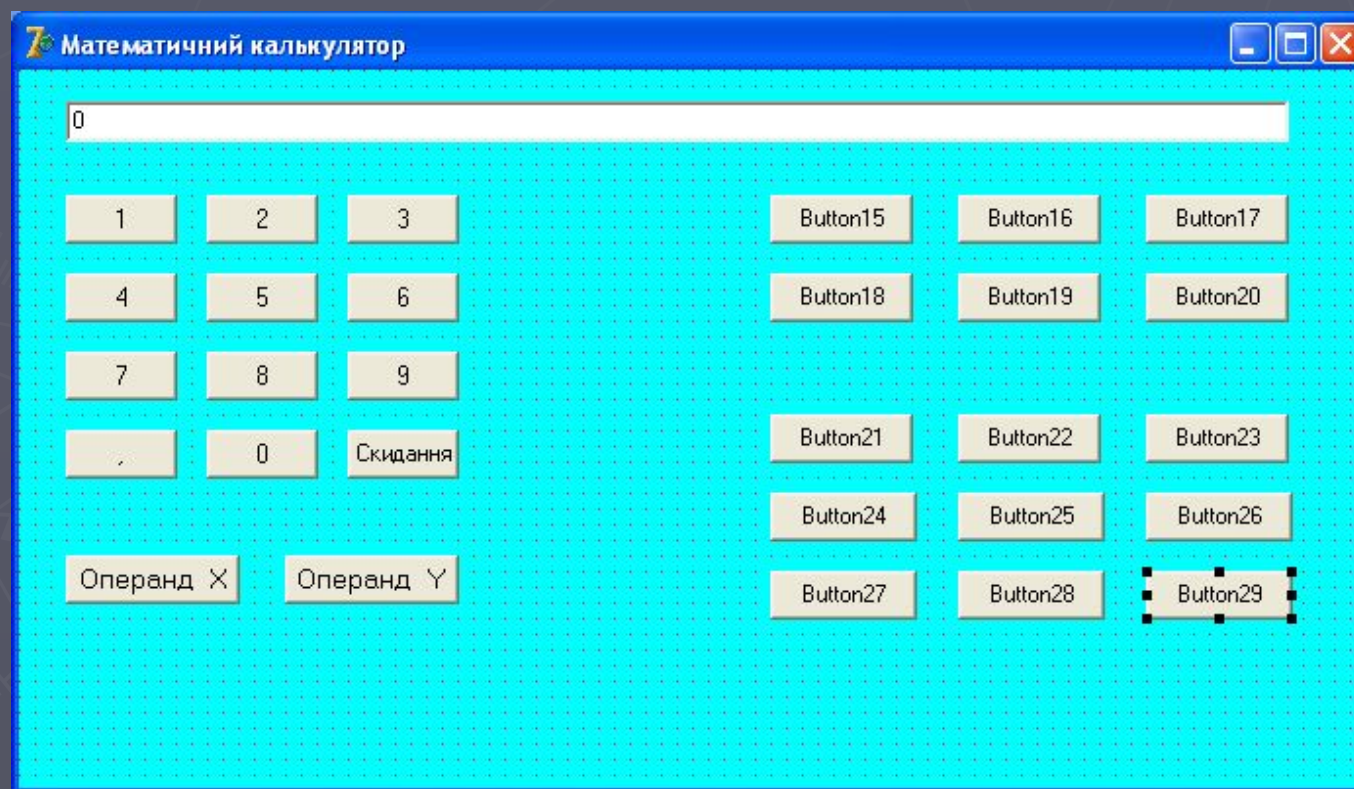 Математичний калькулятор
0
1 2 3 Button15 Button16 Button17
4 5 6 Button18 Button19 Button20
7 8 9
Button21 Button22 Button23
, 0 Скидання
Button24 Button25 Button26
Операнд X Операнд Y Button27 Button28 Button29